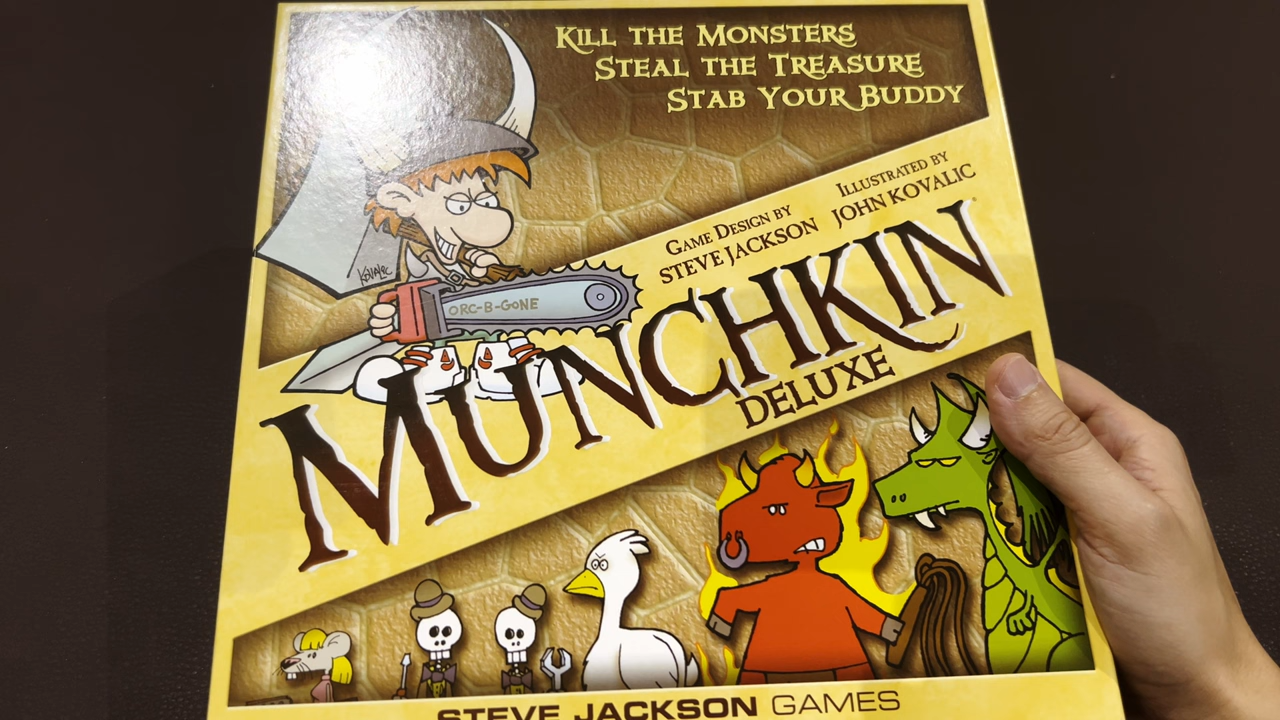 KILL THE MONSTERS
STEAL THE TREASURE
STAB YOUR BUDDY
GAME DESIGN BY
STEVE JACKSON
ILLUSTRATED BY
JOHN KOVALIC
KOVALIC
ORC-B-GONE
MUNCHKIN
DELUXE
STEVE JACKSON GAMES